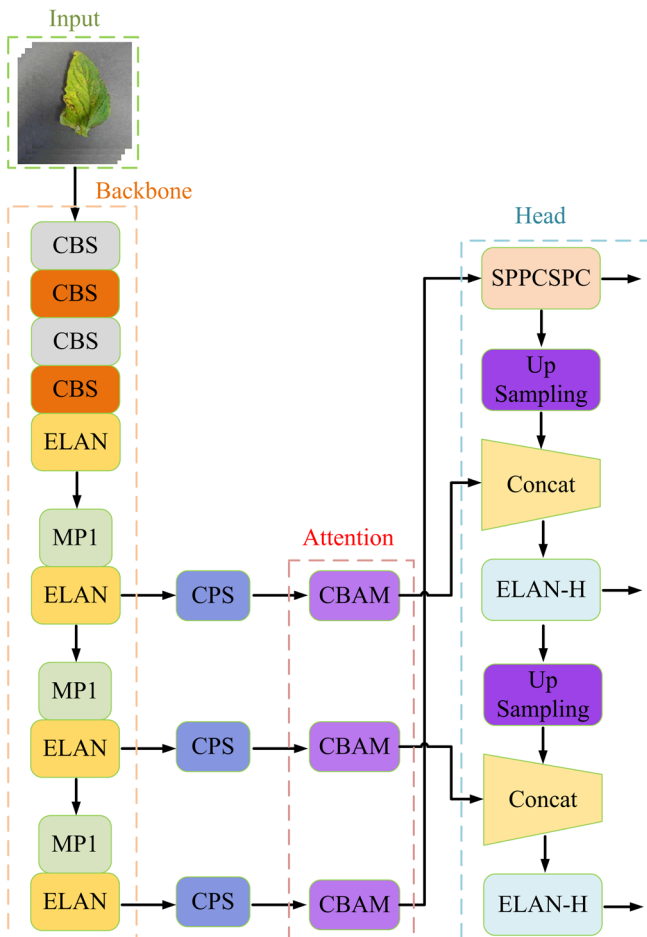 Input
Backbone
CBS
CBS
CBS
CBS
ELAN
MP1
ELAN
MP1
ELAN
MP1
ELAN
CPS
CPS
CPS
Attention
CBAM
CBAM
CBAM
Head
SPPCSPC
Up
Sampling
Concat
ELAN-H
Up
Sampling
Concat
ELAN-H